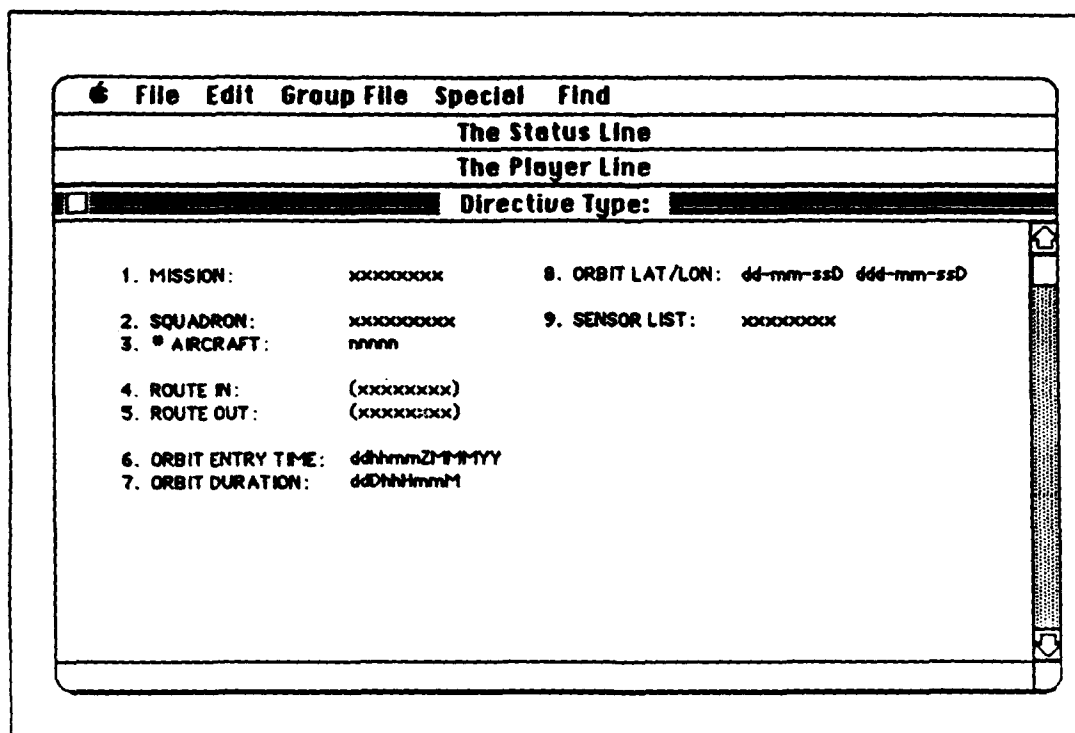 File Edit Group File Special Find
The Status Line
The Player Line
Directive Type:
1. MISSION: xxxxxxxx
2. SQUADRON: xxxxxxxxx
3. # AIRCRAFT: nnnnn
4. ROUTE IN: (xxxxxxxx)
5. ROUTE OUT: (xxxxxxxx)
6. ORBIT ENTRY TIME: ddhhmmZMMMYY
7. ORBIT DURATION: ddDhhHmmM
8. ORBIT LAT/LON: dd-mm-ssD ddd-mm-ssD
9. SENSOR LIST: xxxxxxxx